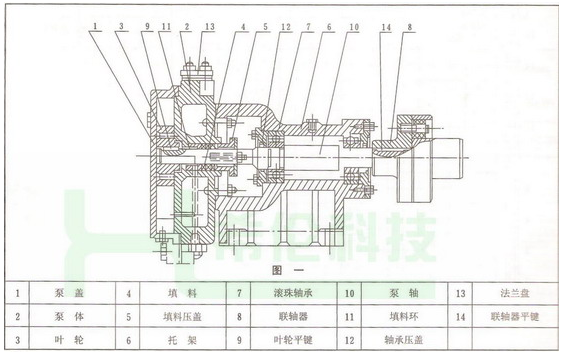 1 3 9 11 2 13 4 5 12 7 6 10 14 8
帝伦科技
图 一
1 泵盖 4 填料 7 滚珠轴承 10 泵轴 13 法兰盘
2 泵体 5 填料压盖 8 联轴器 11 填料环 14 联轴器平键
3 叶轮 6 托架 9 叶轮平键 12 轴承压盖